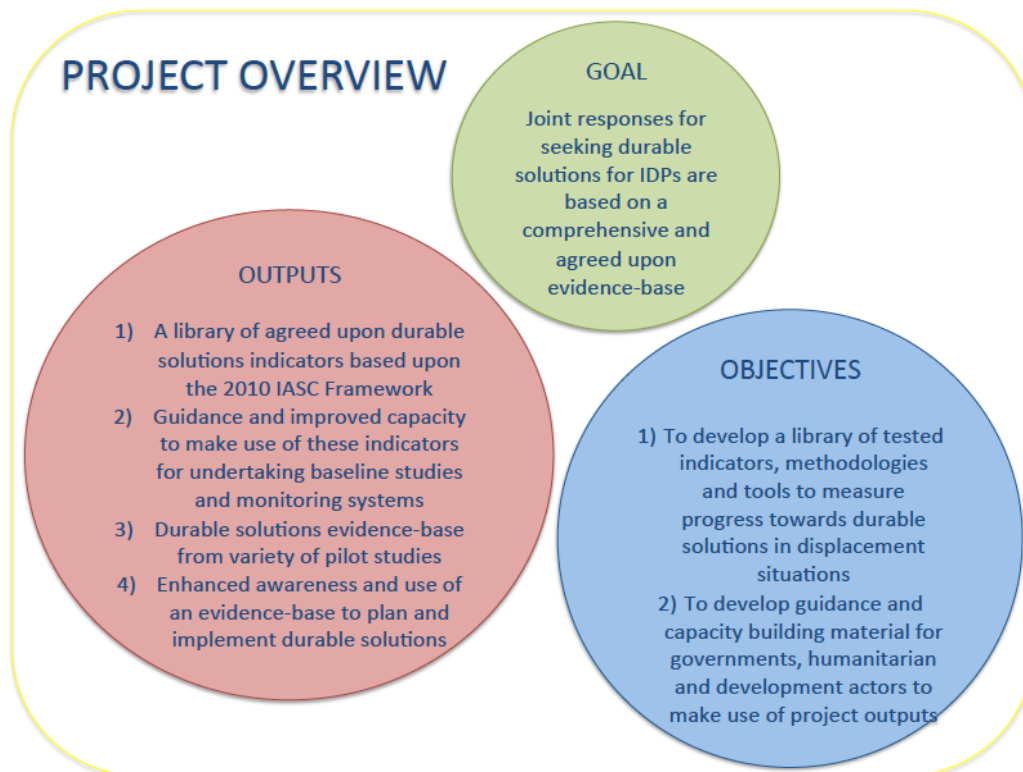 PROJECT OVERVIEW
GOAL
Joint responses for
seeking durable
solutions for IDPs are
based on a
comprehensive and
agreed upon
evidence-base
OUTPUTS
1) A library of agreed upon durable
solutions indicators based upon
the 2010 IASC Framework
2) Guidance and improved capacity
to make use of these indicators
for undertaking baseline studies
and monitoring systems
3) Durable solutions evidence-base
from variety of pilot studies
4) Enhanced awareness and use of
an evidence-base to plan and
implement durable solutions
OBJECTIVES
1) To develop a library of tested
indicators, methodologies
and tools to measure
progress towards durable
solutions in displacement
situations
2) To develop guidance and
capacity building material for
governments, humanitarian
and development actors to
make use of project outputs